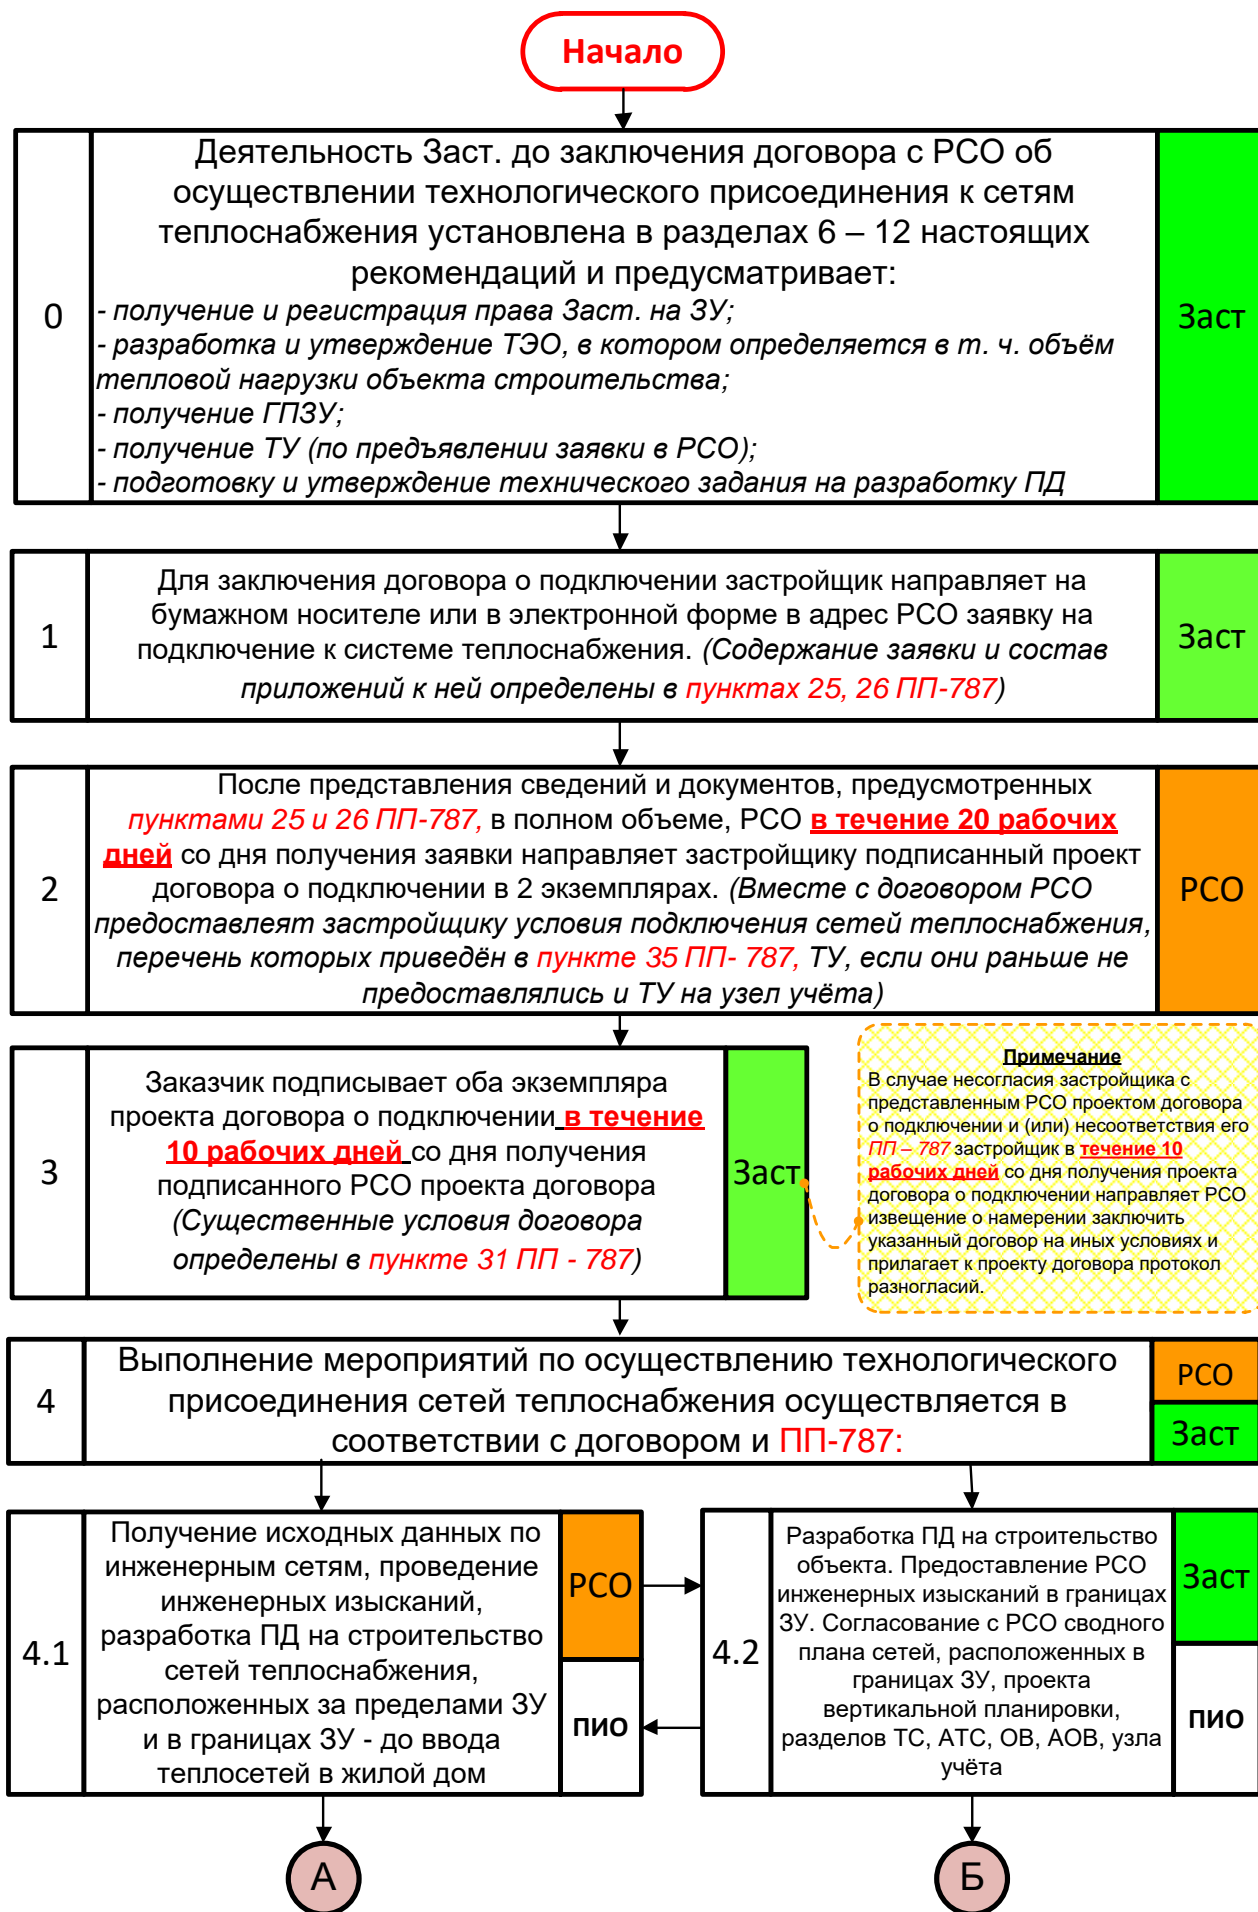 Начало
0
Деятельность Заст. до заключения договора с РСО об
осуществлении технологического присоединения к сетям
теплоснабжения установлена в разделах 6 – 12 настоящих
рекомендаций и предусматривает:
- получение и регистрация права Заст. на ЗУ;
- разработка и утверждение ТЭО, в котором определяется в т. ч. объём
тепловой нагрузки объекта строительства;
- получение ГПЗУ;
- получение ТУ (по предъявлении заявки в РСО);
- подготовку и утверждение технического задания на разработку ПД
Заст
1
Для заключения договора о подключении застройщик направляет на
бумажном носителе или в электронной форме в адрес РСО заявку на
подключение к системе теплоснабжения. (Содержание заявки и состав
приложений к ней определены в пунктах 25, 26 ПП-787)
Заст
2
После представления сведений и документов, предусмотренных
пунктами 25 и 26 ПП-787, в полном объеме, РСО в течение 20 рабочих
дней со дня получения заявки направляет застройщику подписанный проект
договора о подключении в 2 экземплярах. (Вместе с договором РСО
предоставлеят застройщику условия подключения сетей теплоснабжения,
перечень которых приведён в пункте 35 ПП- 787, ТУ, если они раньше не
предоставлялись и ТУ на узел учёта)
РСО
3
Заказчик подписывает оба экземпляра
проекта договора о подключении в течение
10 рабочих дней со дня получения
подписанного РСО проекта договора
(Существенные условия договора
определены в пункте 31 ПП - 787)
Заст
Примечание
В случае несогласия застройщика с
представленным РСО проектом договора
о подключении и (или) несоответствия его
ПП – 787 застройщик в течение 10
рабочих дней со дня получения проекта
договора о подключении направляет РСО
извещение о намерении заключить
указанный договор на иных условиях и
прилагает к проекту договора протокол
разногласий.
4
Выполнение мероприятий по осуществлению технологического
присоединения сетей теплоснабжения осуществляется в
соответствии с договором и ПП-787:
РСО
Заст
4.1
Получение исходных данных по
инженерным сетям, проведение
инженерных изысканий,
разработка ПД на строительство
сетей теплоснабжения,
расположенных за пределами ЗУ
и в границах ЗУ - до ввода
теплосетей в жилой дом
РСО
ПИО
4.2
Разработка ПД на строительство
объекта. Предоставление РСО
инженерных изысканий в границах
ЗУ. Согласование с РСО сводного
плана сетей, расположенных в
границах ЗУ, проекта
вертикальной планировки,
разделов ТС, АТС, ОВ, АОВ, узла
учёта
Заст
ПИО
А
Б